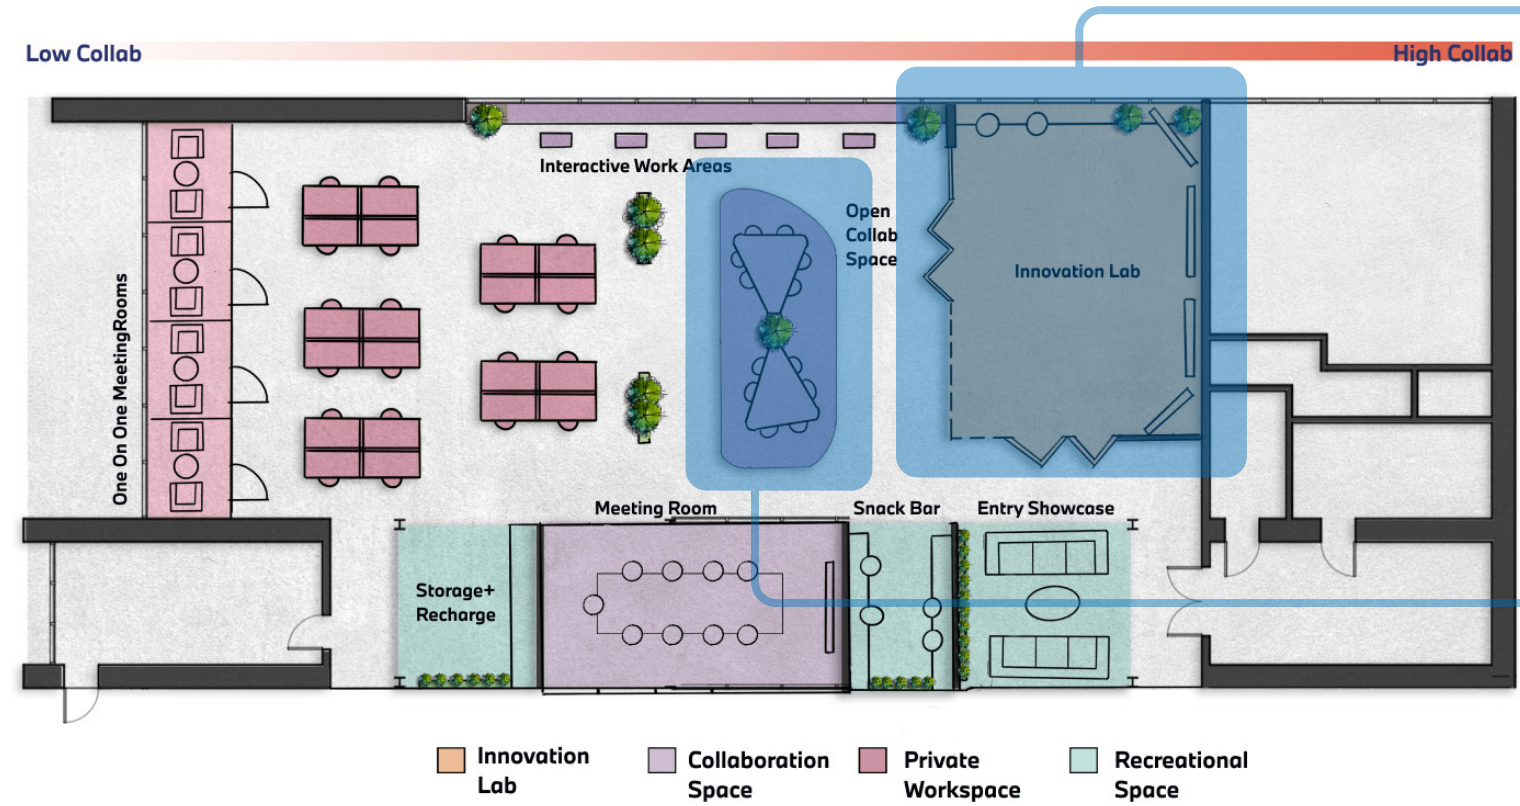 Low Collab
High Collab
Interactive Work Areas
Open
Collab
Space
Innovation Lab
One On One MeetingRooms
Meeting Room
Snack Bar
Entry Showcase
Storage+
Recharge
Innovation
Lab
Collaboration
Space
Private
Workspace
Recreational
Space